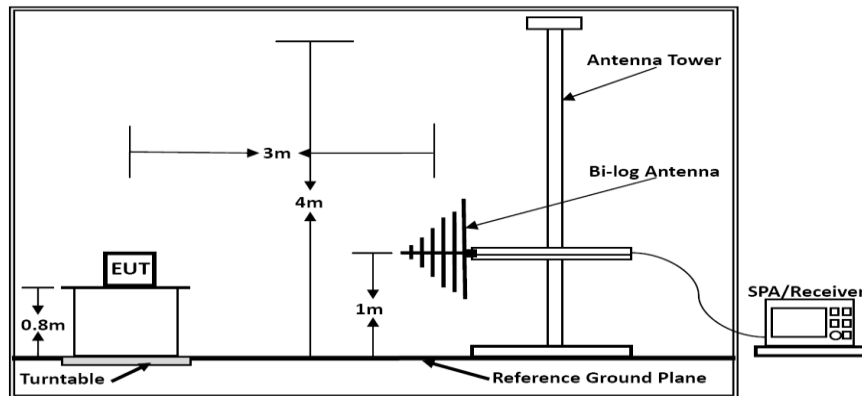 Antenna Tower
3m
Bi-log Antenna
4m
EUT
1m
SPA/Receiver
0.8m
Turntable
Reference Ground Plane